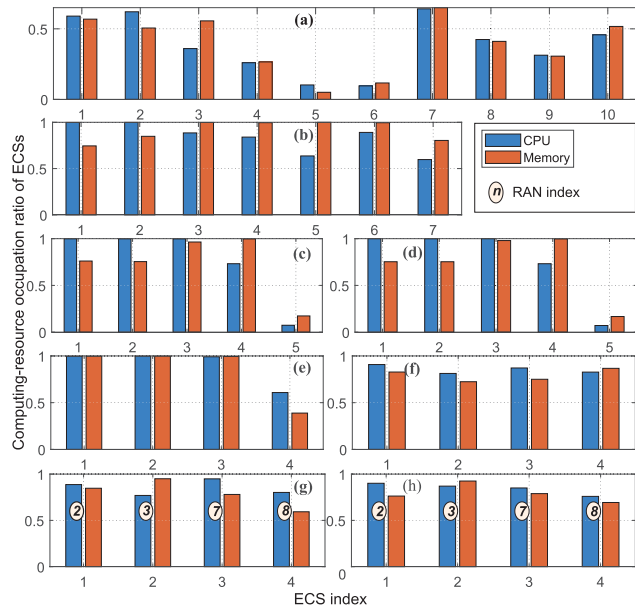 Computing-resource occupation ratio of ECSs
0.5
0
(a)
1 2 3 4 5 6 7 8 9 10
1
0.5
0
(b)
1 2 3 4 5 6 7
CPU
Memory
n RAN index
1
0.5
0
(c)
1 2 3 4 5
1
0.5
0
(d)
6 2 3 4 5
1
0.5
0
(e)
1 2 3 4
1
0.5
0
(f)
1 2 3 4
1
0.5
0
(g)
2 3 7 8
1 2 3 4
1
0.5
0
(h)
2 3 7 8
1 2 3 4
ECS index